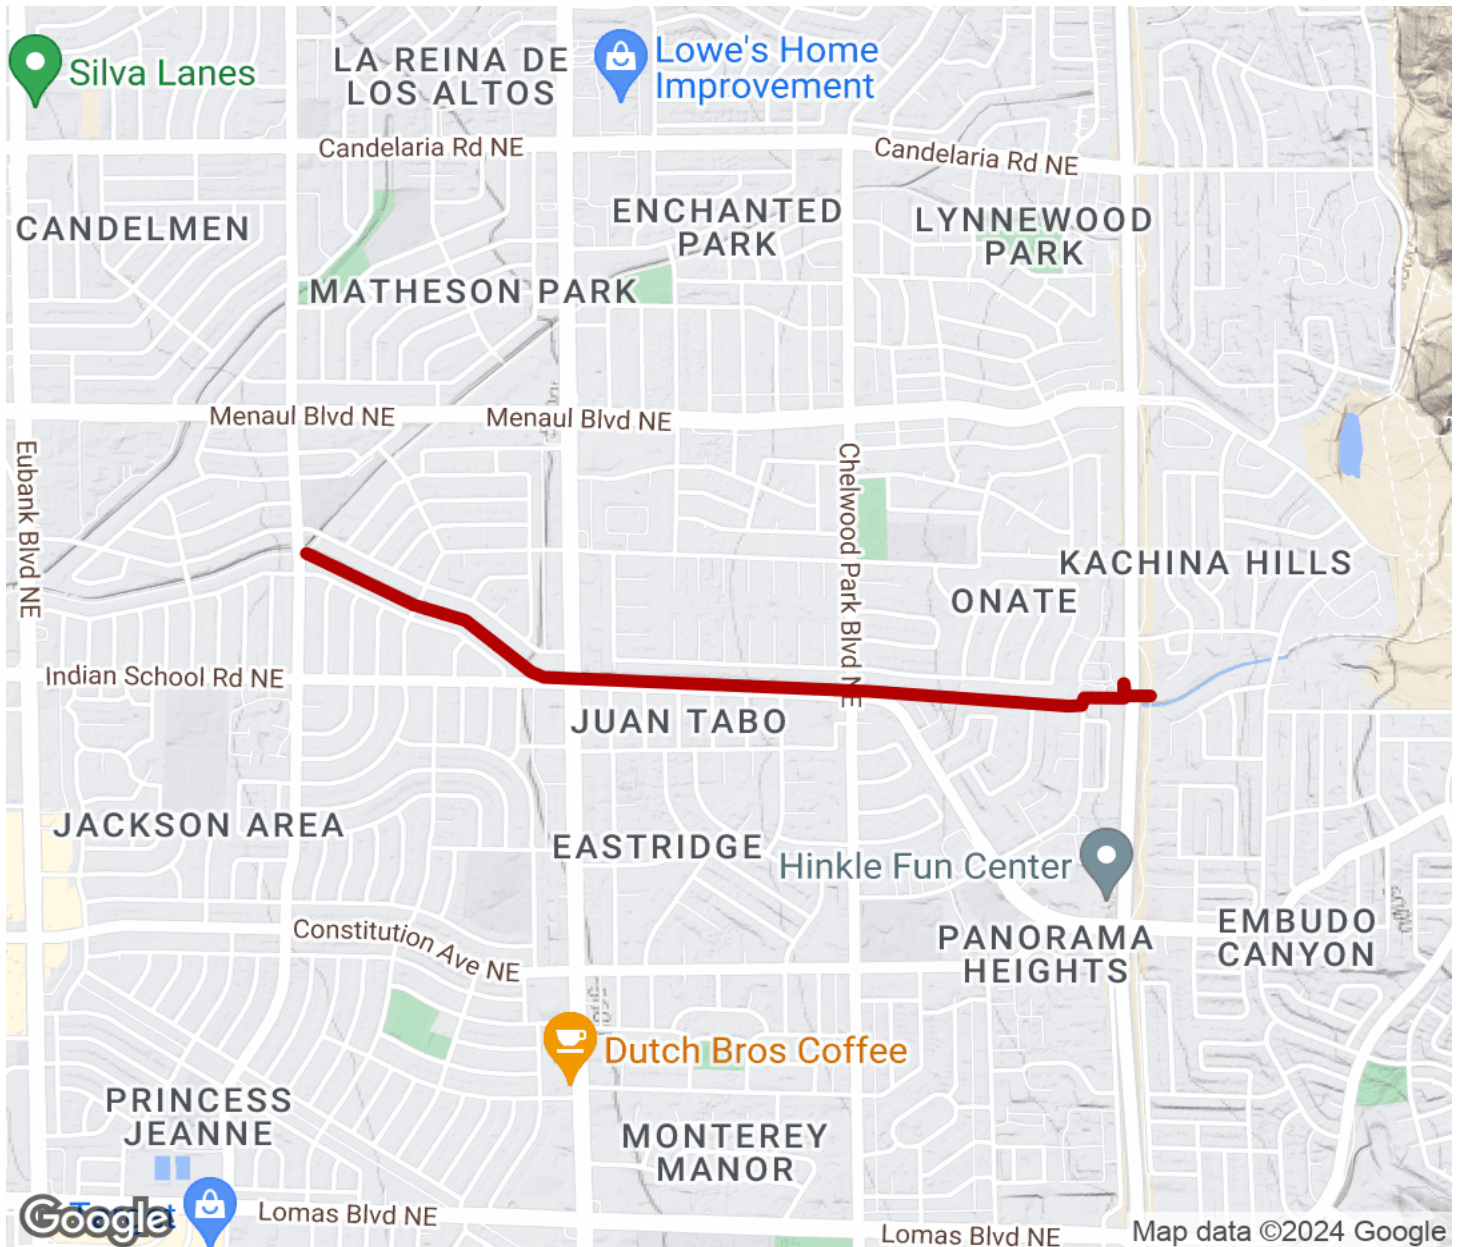 Silva Lanes
LA REINA DE
LOS ALTOS
Lowe's Home
Improvement
Candelaria Rd NE
Candelaria Rd NE
CANDELMEN
ENCHANTED
PARK
LYNNEWOOD
PARK
MATHESON PARK
Menaul Blvd NE
Menaul Blvd NE
Eubank Blvd NE
Chelwood Park Blvd NE
KACHINA HILLS
ONATE
Indian School Rd NE
JUAN TABO
JACKSON AREA
EASTRIDGE
Hinkle Fun Center
Constitution Ave NE
PANORAMA
HEIGHTS
EMBUDO
CANYON
Dutch Bros Coffee
PRINCESS
JEANNE
MONTEREY
MANOR
Target
Google
Lomas Blvd NE
Lomas Blvd NE
Map data ©2024 Google